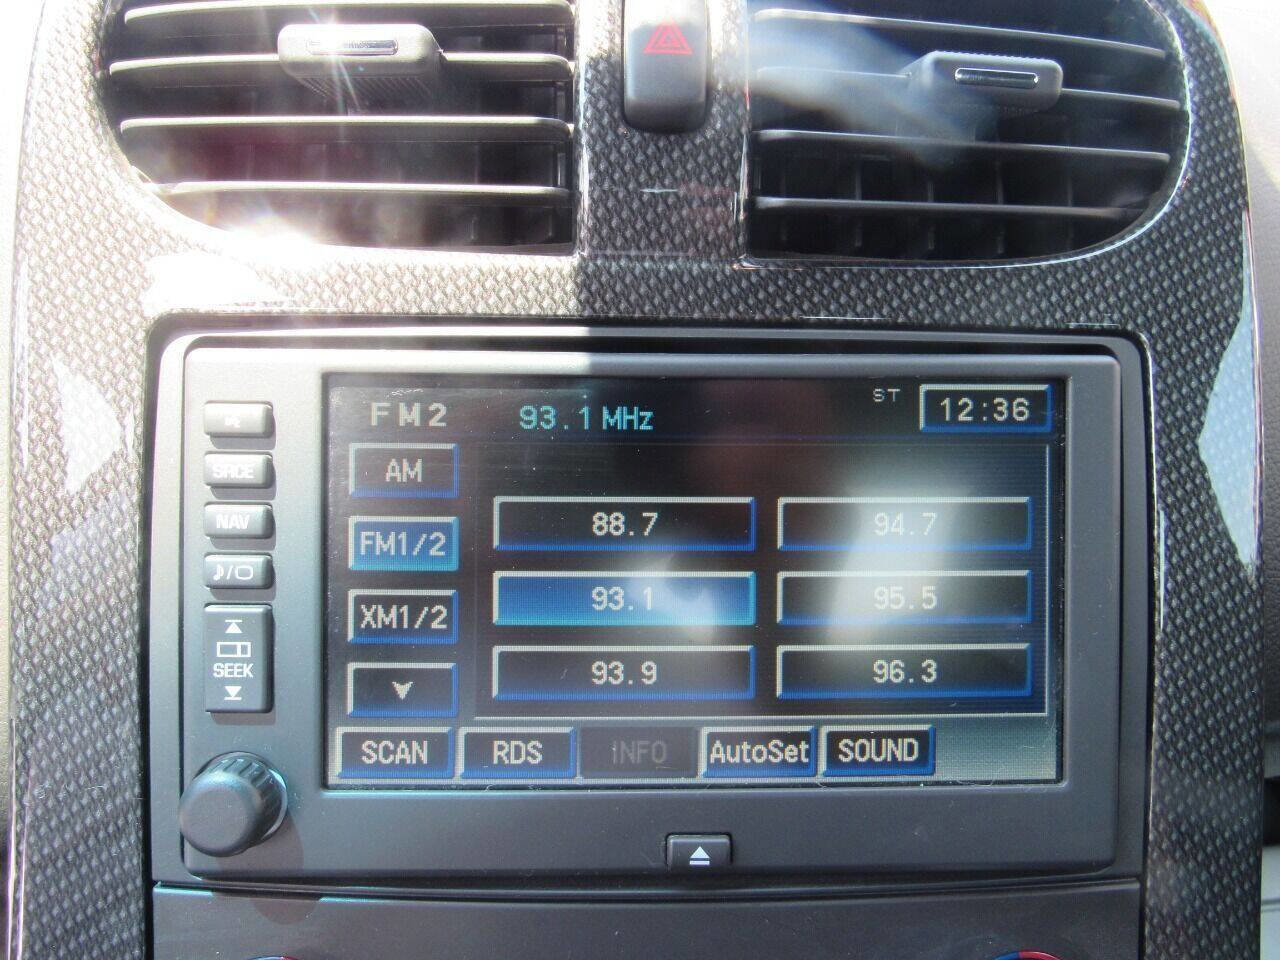 FM2 93.1 MHz ST 12:36
AM
88.7 94.7
FM1/2
93.1 95.5
XM1/2
93.9 96.3
SCAN RDS INFO AutoSet SOUND
SRCE
NAV
SEEK